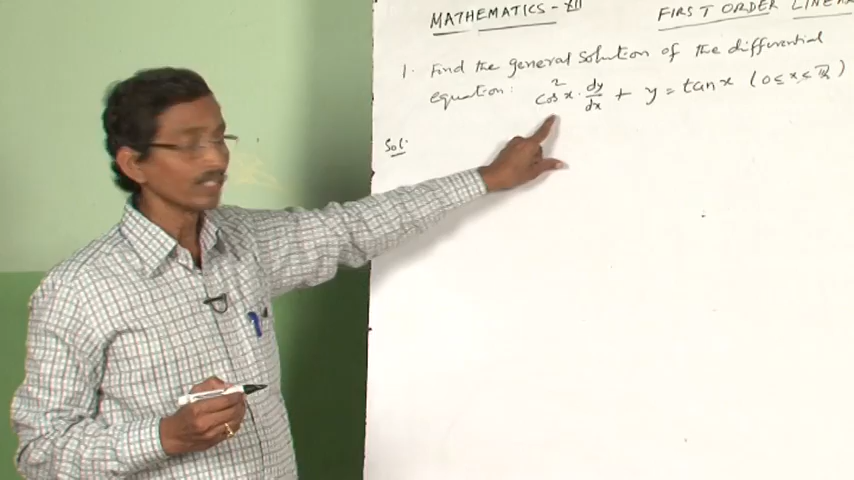 MATHEMATICS - XII FIRST ORDER LINEAR
1. Find the general solution of the differential
equation: cos²x · dy/dx + y = tan x (0 ≤ x ≤ π/2)
Sol: